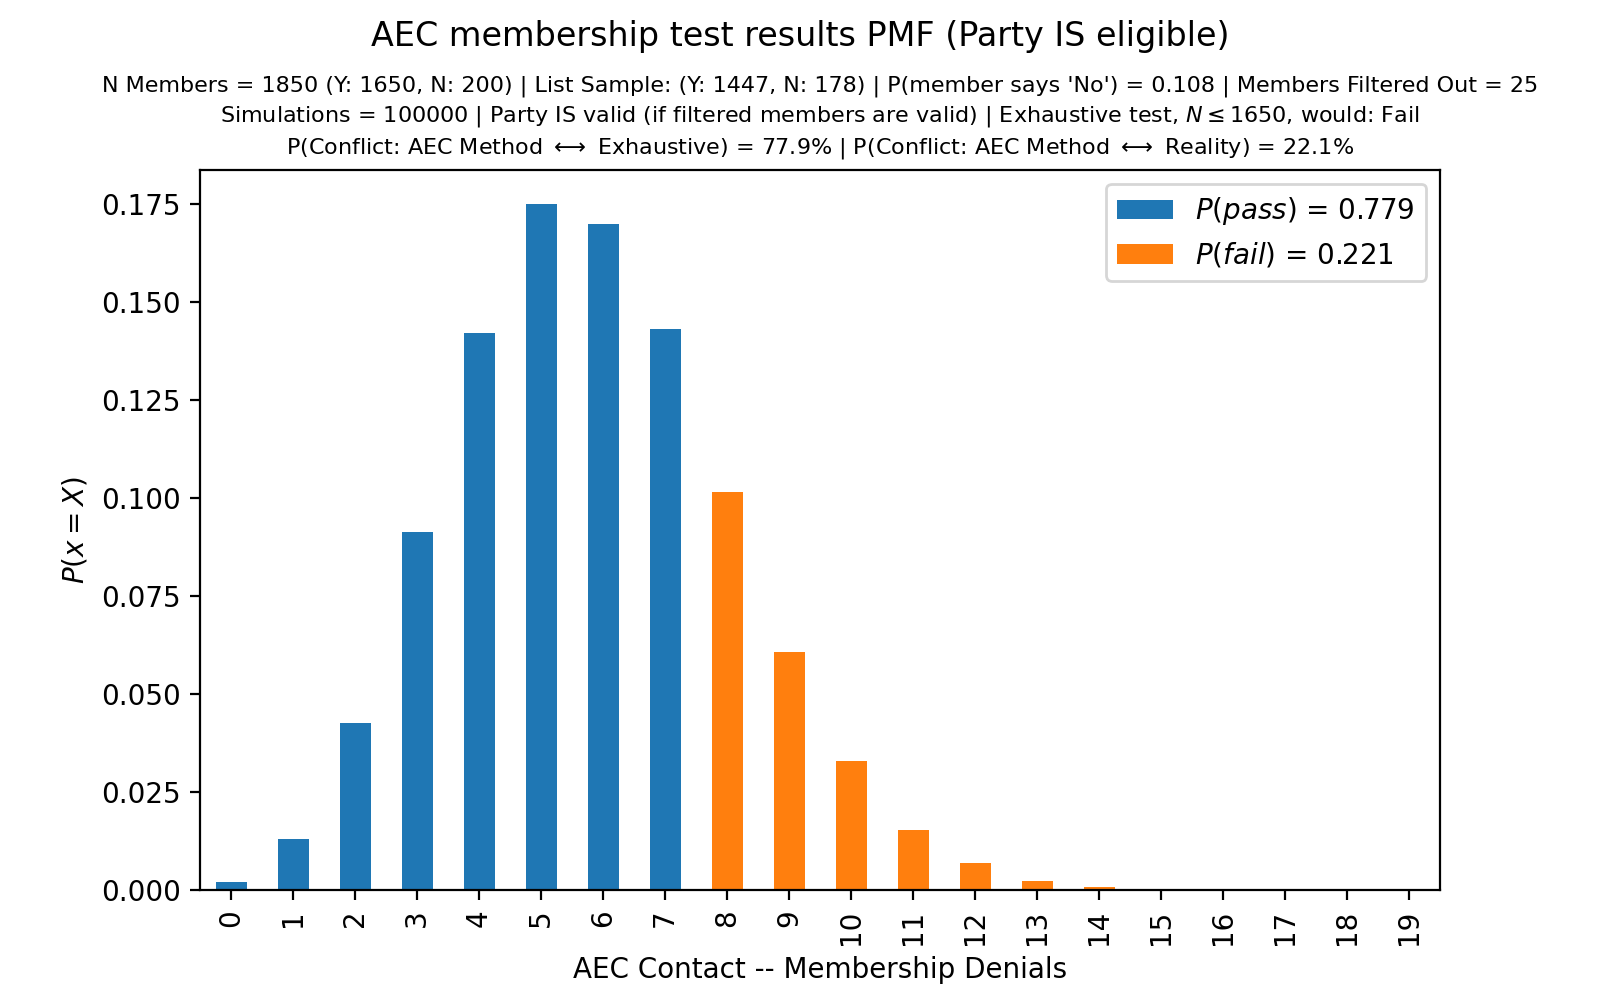 AEC membership test results PMF (Party IS eligible)
N Members = 1850 (Y: 1650, N: 200) | List Sample: (Y: 1447, N: 178) | P(member says 'No') = 0.108 | Members Filtered Out = 25
Simulations = 100000 | Party IS valid (if filtered members are valid) | Exhaustive test, N ≤ 1650, would: Fail
P(Conflict: AEC Method ⟷ Exhaustive) = 77.9% | P(Conflict: AEC Method ⟷ Reality) = 22.1%
P(pass) = 0.779
P(fail) = 0.221
P(x = X)
0.175
0.150
0.125
0.100
0.075
0.050
0.025
0.000
0 1 2 3 4 5 6 7 8 9 10 11 12 13 14 15 16 17 18 19
AEC Contact -- Membership Denials